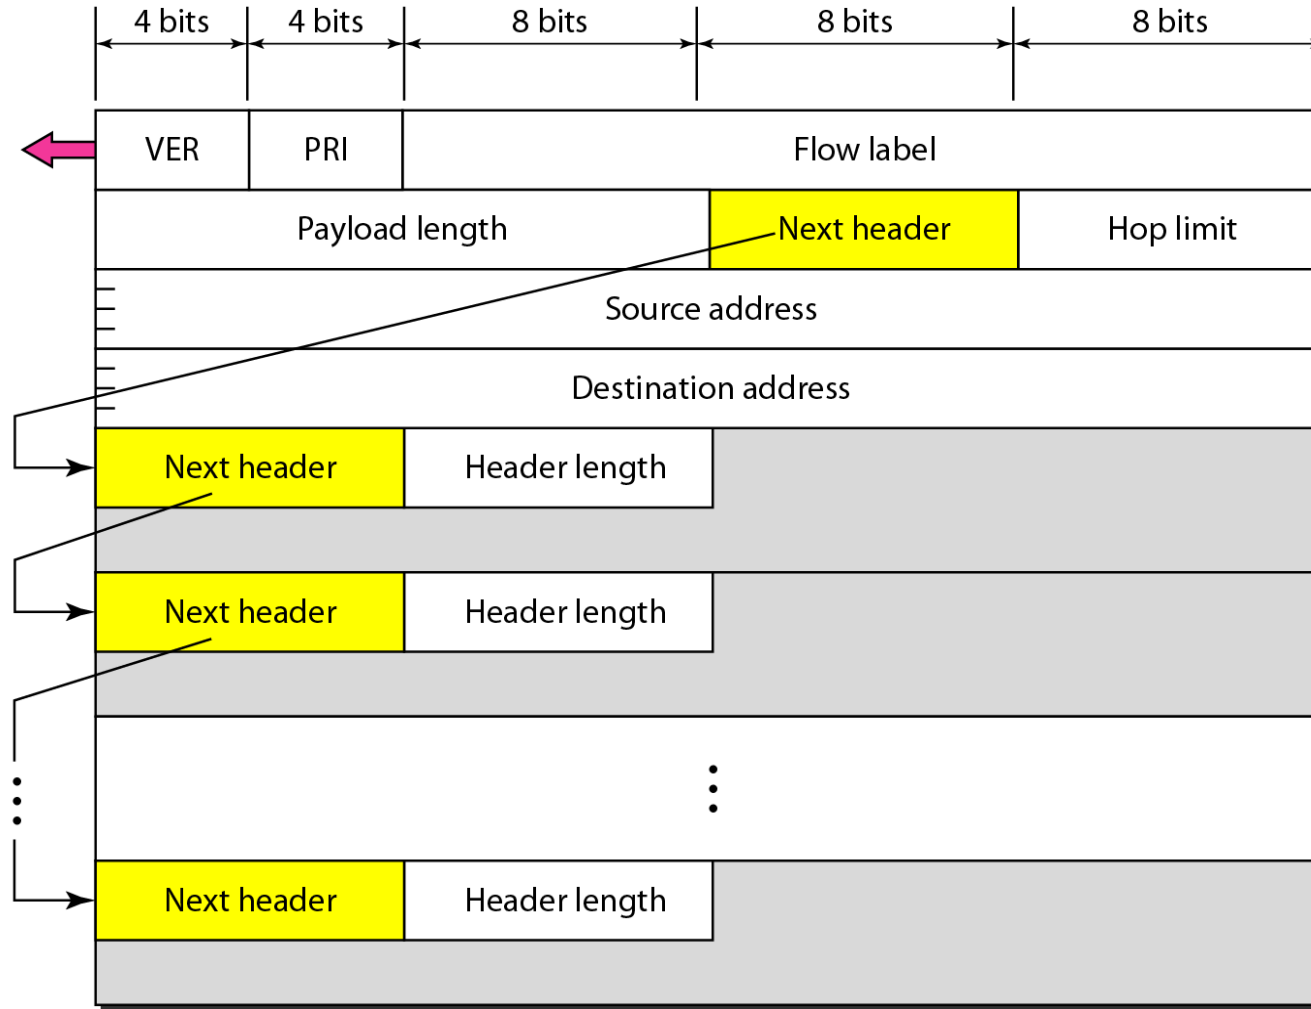 4 bits 4 bits 8 bits 8 bits 8 bits
VER PRI Flow label
Payload length Next header Hop limit
Source address
Destination address
Next header Header length
Next header Header length
Next header Header length